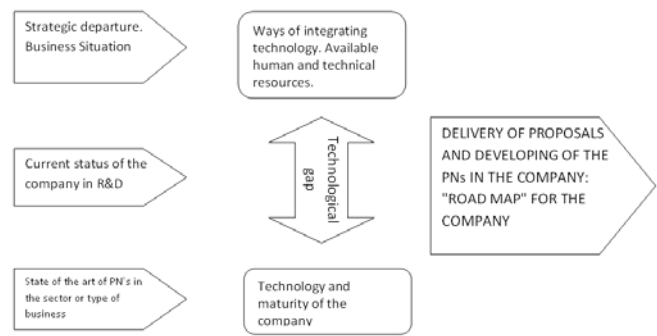 Strategic departure.
Business Situation
Ways of integrating
technology. Available
human and technical
resources.
Current status of the
company in R&D
Technological
gap
DELIVERY OF PROPOSALS
AND DEVELOPING OF THE
PNs IN THE COMPANY:
"ROAD MAP" FOR THE
COMPANY
State of the art of PN's in
the sector or type of
business
Technology and
maturity of the
company